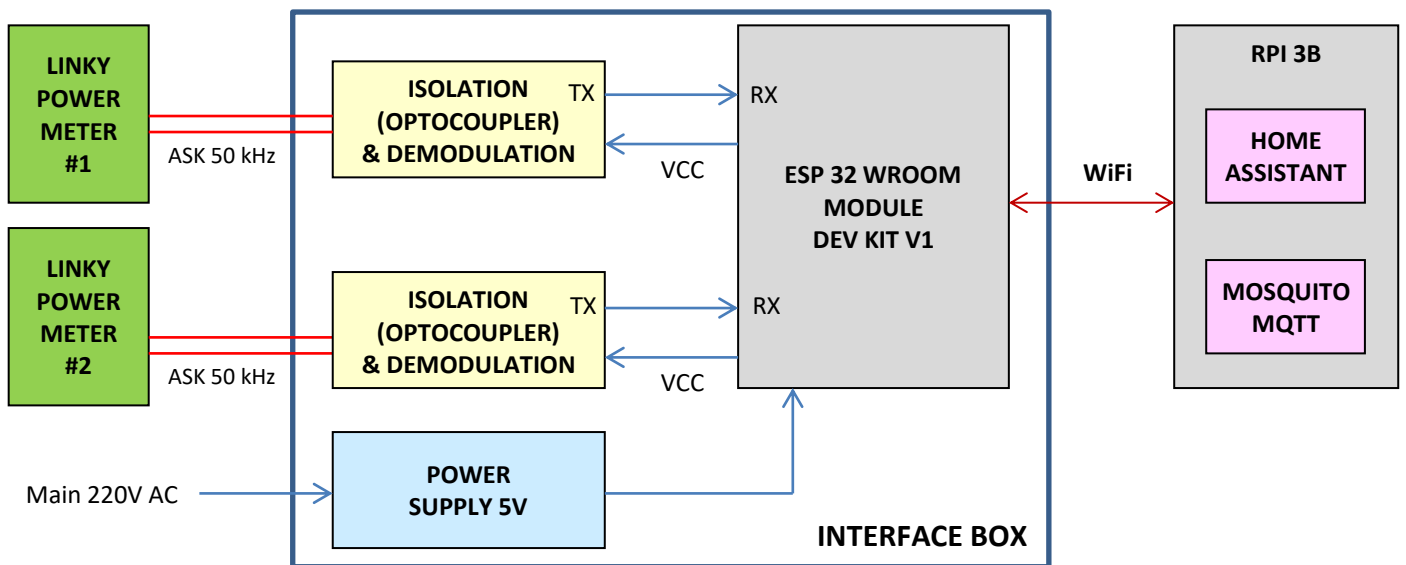 LINKY
POWER
METER
#1
ASK 50 kHz
ISOLATION
(OPTOCOUPLER)
& DEMODULATION
TX
RX
VCC
ESP 32 WROOM
MODULE
DEV KIT V1
WiFi
RPI 3B
HOME
ASSISTANT
MOSQUITO
MQTT
LINKY
POWER
METER
#2
ASK 50 kHz
ISOLATION
(OPTOCOUPLER)
& DEMODULATION
TX
RX
VCC
Main 220V AC
POWER
SUPPLY 5V
INTERFACE BOX